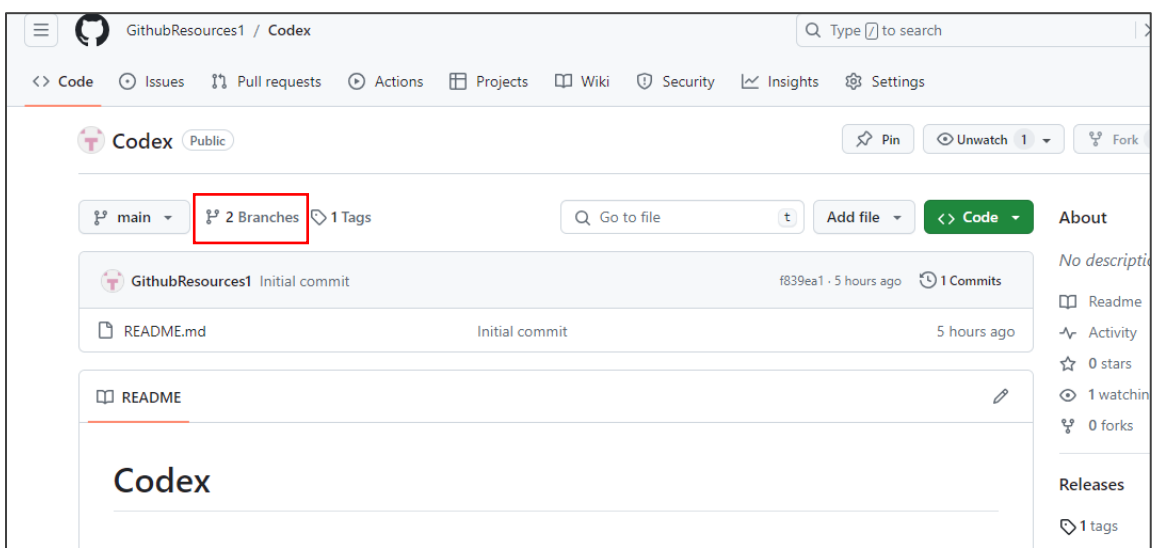 GithubResources1 / Codex
Type / to search
<> Code Issues Pull requests Actions Projects Wiki Security Insights Settings
Codex Public
Pin Unwatch 1 Fork
main 2 Branches 1 Tags
Go to file t Add file <> Code
About
GithubResources1 Initial commit
f839ea1 · 5 hours ago 1 Commits
No
README.md Initial commit 5 hours ago
Readme
Activity
0 stars
1
0 forks
README
Codex
Releases
1 tags